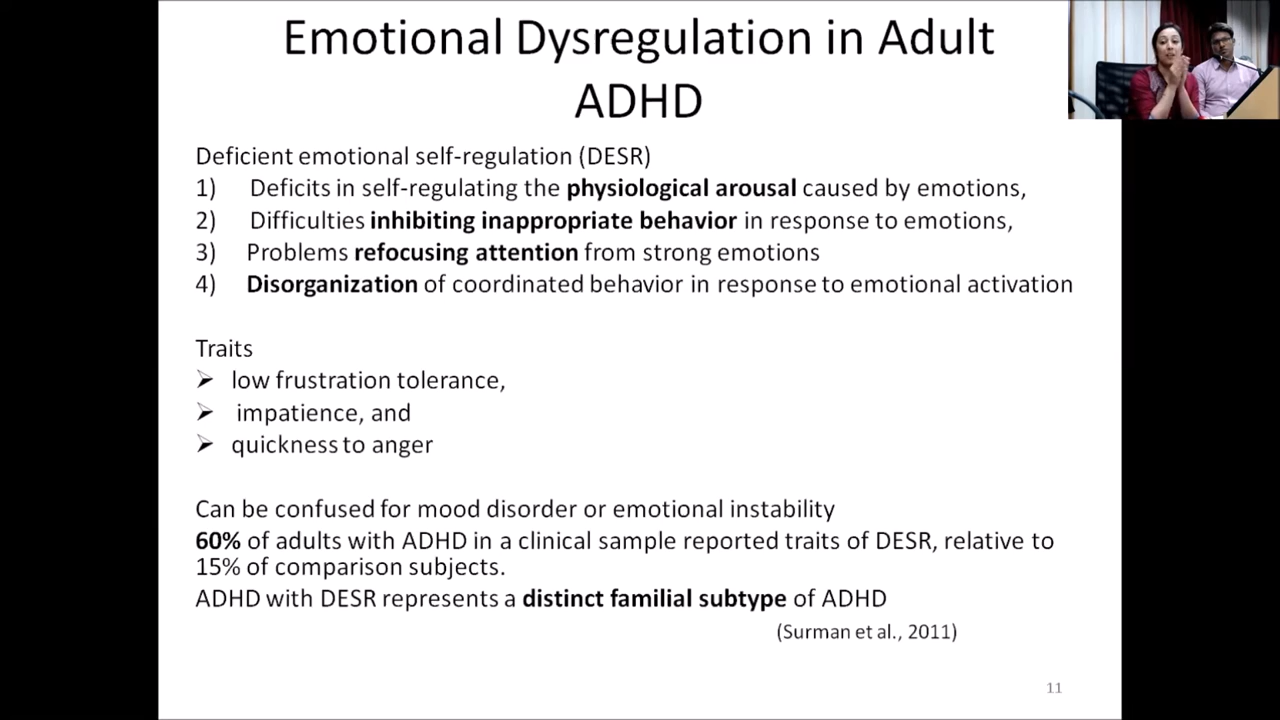 Emotional Dysregulation in Adult
ADHD
Deficient emotional self-regulation (DESR)
1) Deficits in self-regulating the physiological arousal caused by emotions,
2) Difficulties inhibiting inappropriate behavior in response to emotions,
3) Problems refocusing attention from strong emotions
4) Disorganization of coordinated behavior in response to emotional activation
Traits
➢ low frustration tolerance,
➢ impatience, and
➢ quickness to anger
Can be confused for mood disorder or emotional instability
60% of adults with ADHD in a clinical sample reported traits of DESR, relative to
15% of comparison subjects.
ADHD with DESR represents a distinct familial subtype of ADHD
(Surman et al., 2011)
11